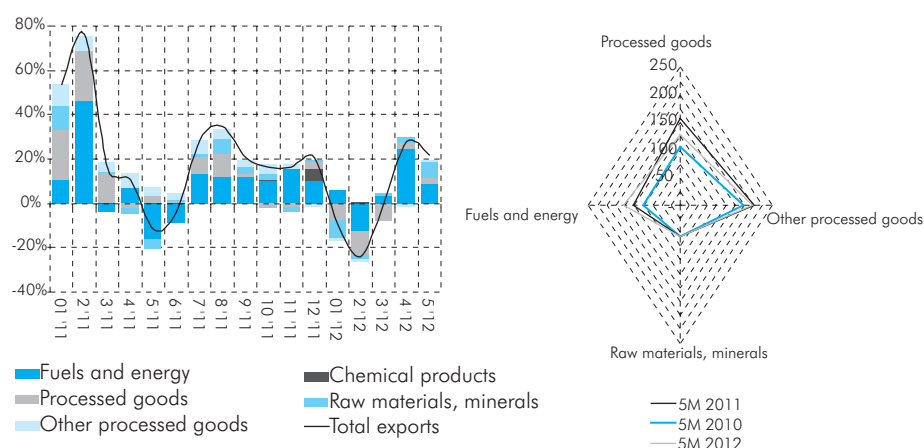 80%
60%
40%
20%
0%
-20%
-40%
01 '11
2 '11
3 '11
4 '11
5 '11
6 '11
7 '11
8 '11
9 '11
10 '11
11 '11
12 '11
01 '12
2 '12
3 '12
4 '12
5 '12
Fuels and energy
Processed goods
Other processed goods
Chemical products
Raw materials, minerals
Total exports
Processed goods
250
200
150
100
50
Fuels and energy
Other processed goods
Raw materials, minerals
5M 2011
5M 2010
5M 2012